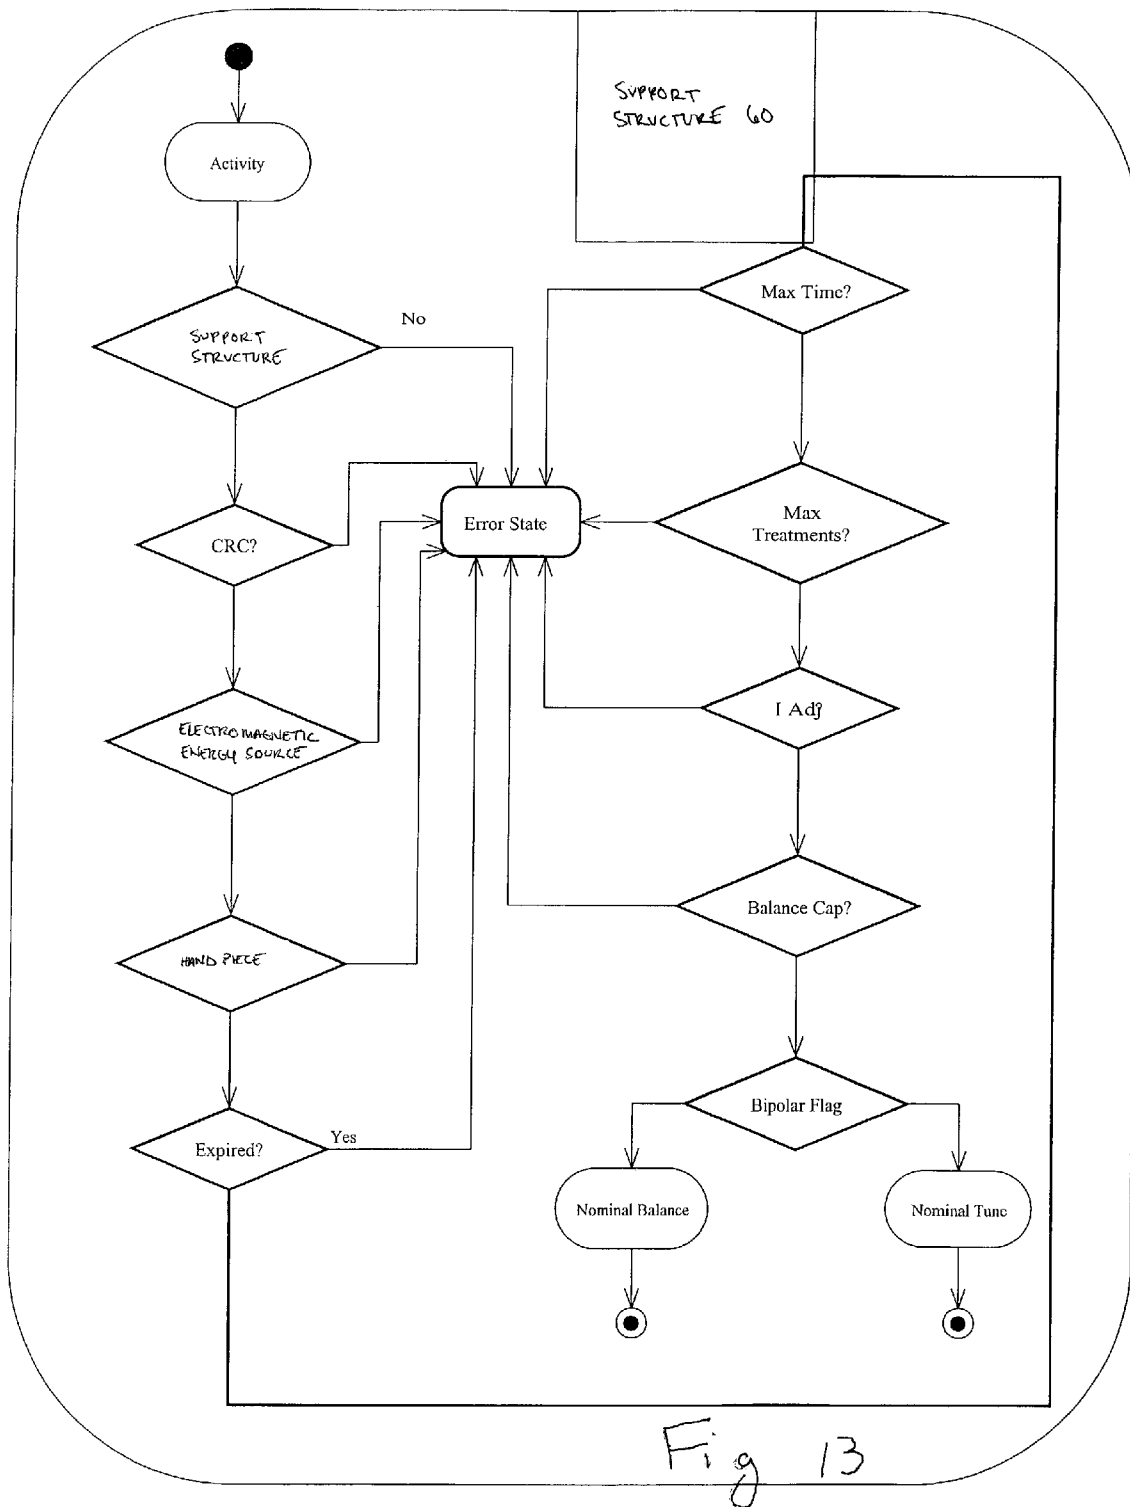 SUPPORT
STRUCTURE 60
Activity
Max Time?
No
SUPPORT
STRUCTURE
Max
Treatments?
Error State
CRC?
I Adj?
ELECTROMAGNETIC
ENERGY SOURCE
Balance Cap?
HAND PIECE
Bipolar Flag
Yes
Expired?
Nominal Balance
Nominal Tune
Fig 13